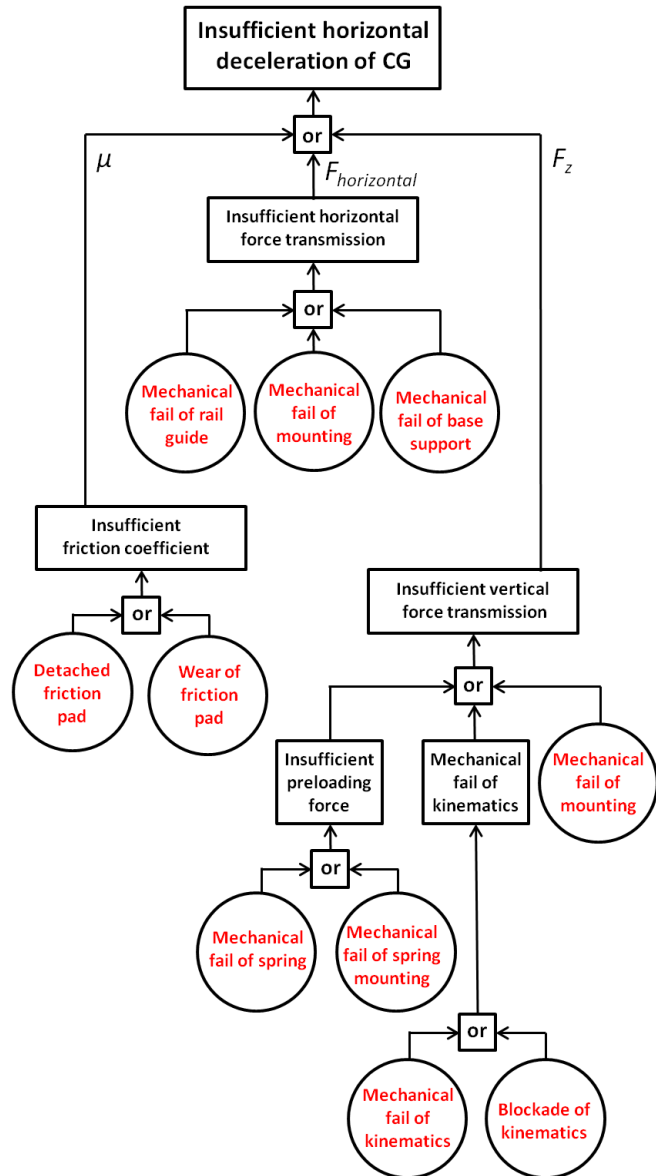 Insufficient horizontal
deceleration of CG
or
μ
F_z
F_horizontal
Insufficient horizontal
force transmission
or
Mechanical
fail of rail
guide
Mechanical
fail of
mounting
Mechanical
fail of base
support
Insufficient
friction coefficient
or
Detached
friction
pad
Wear of
friction
pad
Insufficient vertical
force transmission
or
Insufficient
preloading
force
Mechanical
fail of
kinematics
Mechanical
fail of
mounting
or
Mechanical
fail of spring
Mechanical
fail of spring
mounting
or
Mechanical
fail of
kinematics
Blockade of
kinematics